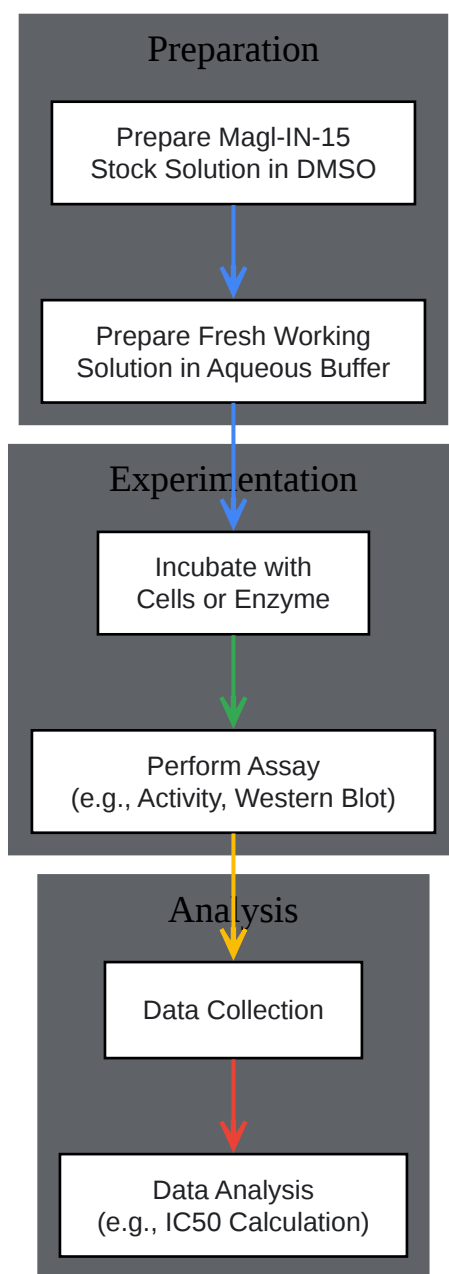 Preparation
Prepare Magl-IN-15
Stock Solution in DMSO
Prepare Fresh Working
Solution in Aqueous Buffer
Experimentation
Incubate with
Cells or Enzyme
Perform Assay
(e.g., Activity, Western Blot)
Analysis
Data Collection
Data Analysis
(e.g., IC50 Calculation)